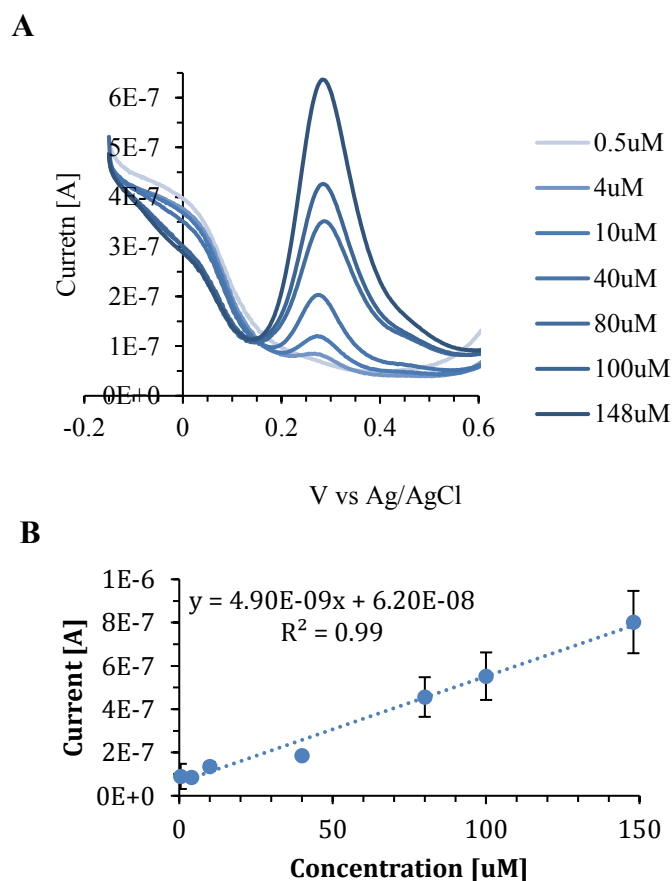 A
6E-7
5E-7
4E-7
3E-7
2E-7
1E-7
0E+0
Curretn [A]
-0.2
0
0.2
0.4
0.6
V vs Ag/AgCl
0.5uM
4uM
10uM
40uM
80uM
100uM
148uM
B
1E-6
8E-7
6E-7
4E-7
2E-7
0E+0
Current [A]
y = 4.90E-09x + 6.20E-08
R² = 0.99
0
50
100
150
Concentration [uM]